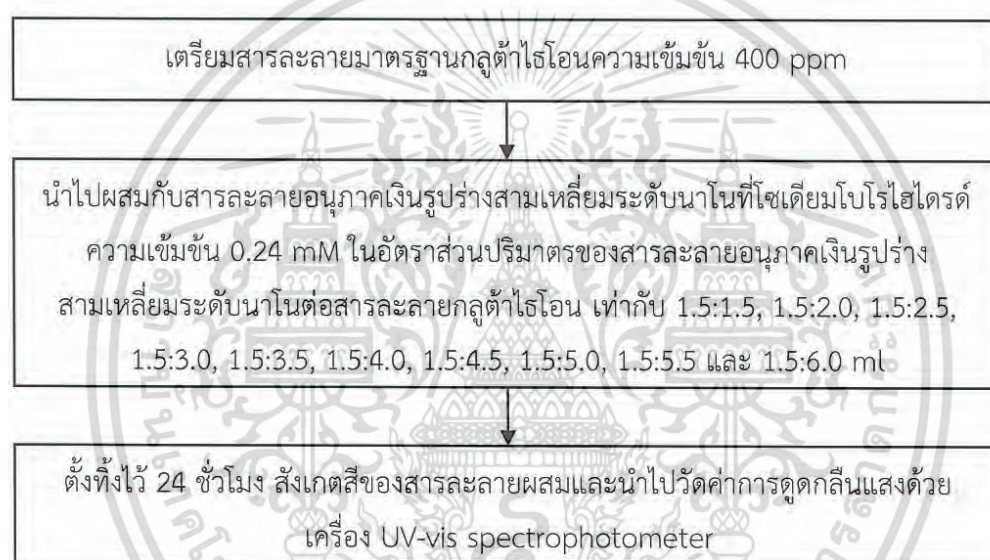 เตรียมสารละลายมาตรฐานกลูต้าไธโอนความเข้มข้น 400 ppm
นำไปผสมกับสารละลายอนุภาคเงินรูปร่างสามเหลี่ยมระดับนาโนที่โซเดียมโบโรไฮไดรด์
ความเข้มข้น 0.24 mM ในอัตราส่วนปริมาตรของสารละลายอนุภาคเงินรูปร่าง
สามเหลี่ยมระดับนาโนต่อสารละลายกลูต้าไธโอน เท่ากับ 1.5:1.5, 1.5:2.0, 1.5:2.5,
1.5:3.0, 1.5:3.5, 1.5:4.0, 1.5:4.5, 1.5:5.0, 1.5:5.5 และ 1.5:6.0 ml
ตั้งทิ้งไว้ 24 ชั่วโมง สังเกตสีของสารละลายผสมและนำไปวัดค่าการดูดกลืนแสงด้วย
เครื่อง UV-vis spectrophotometer